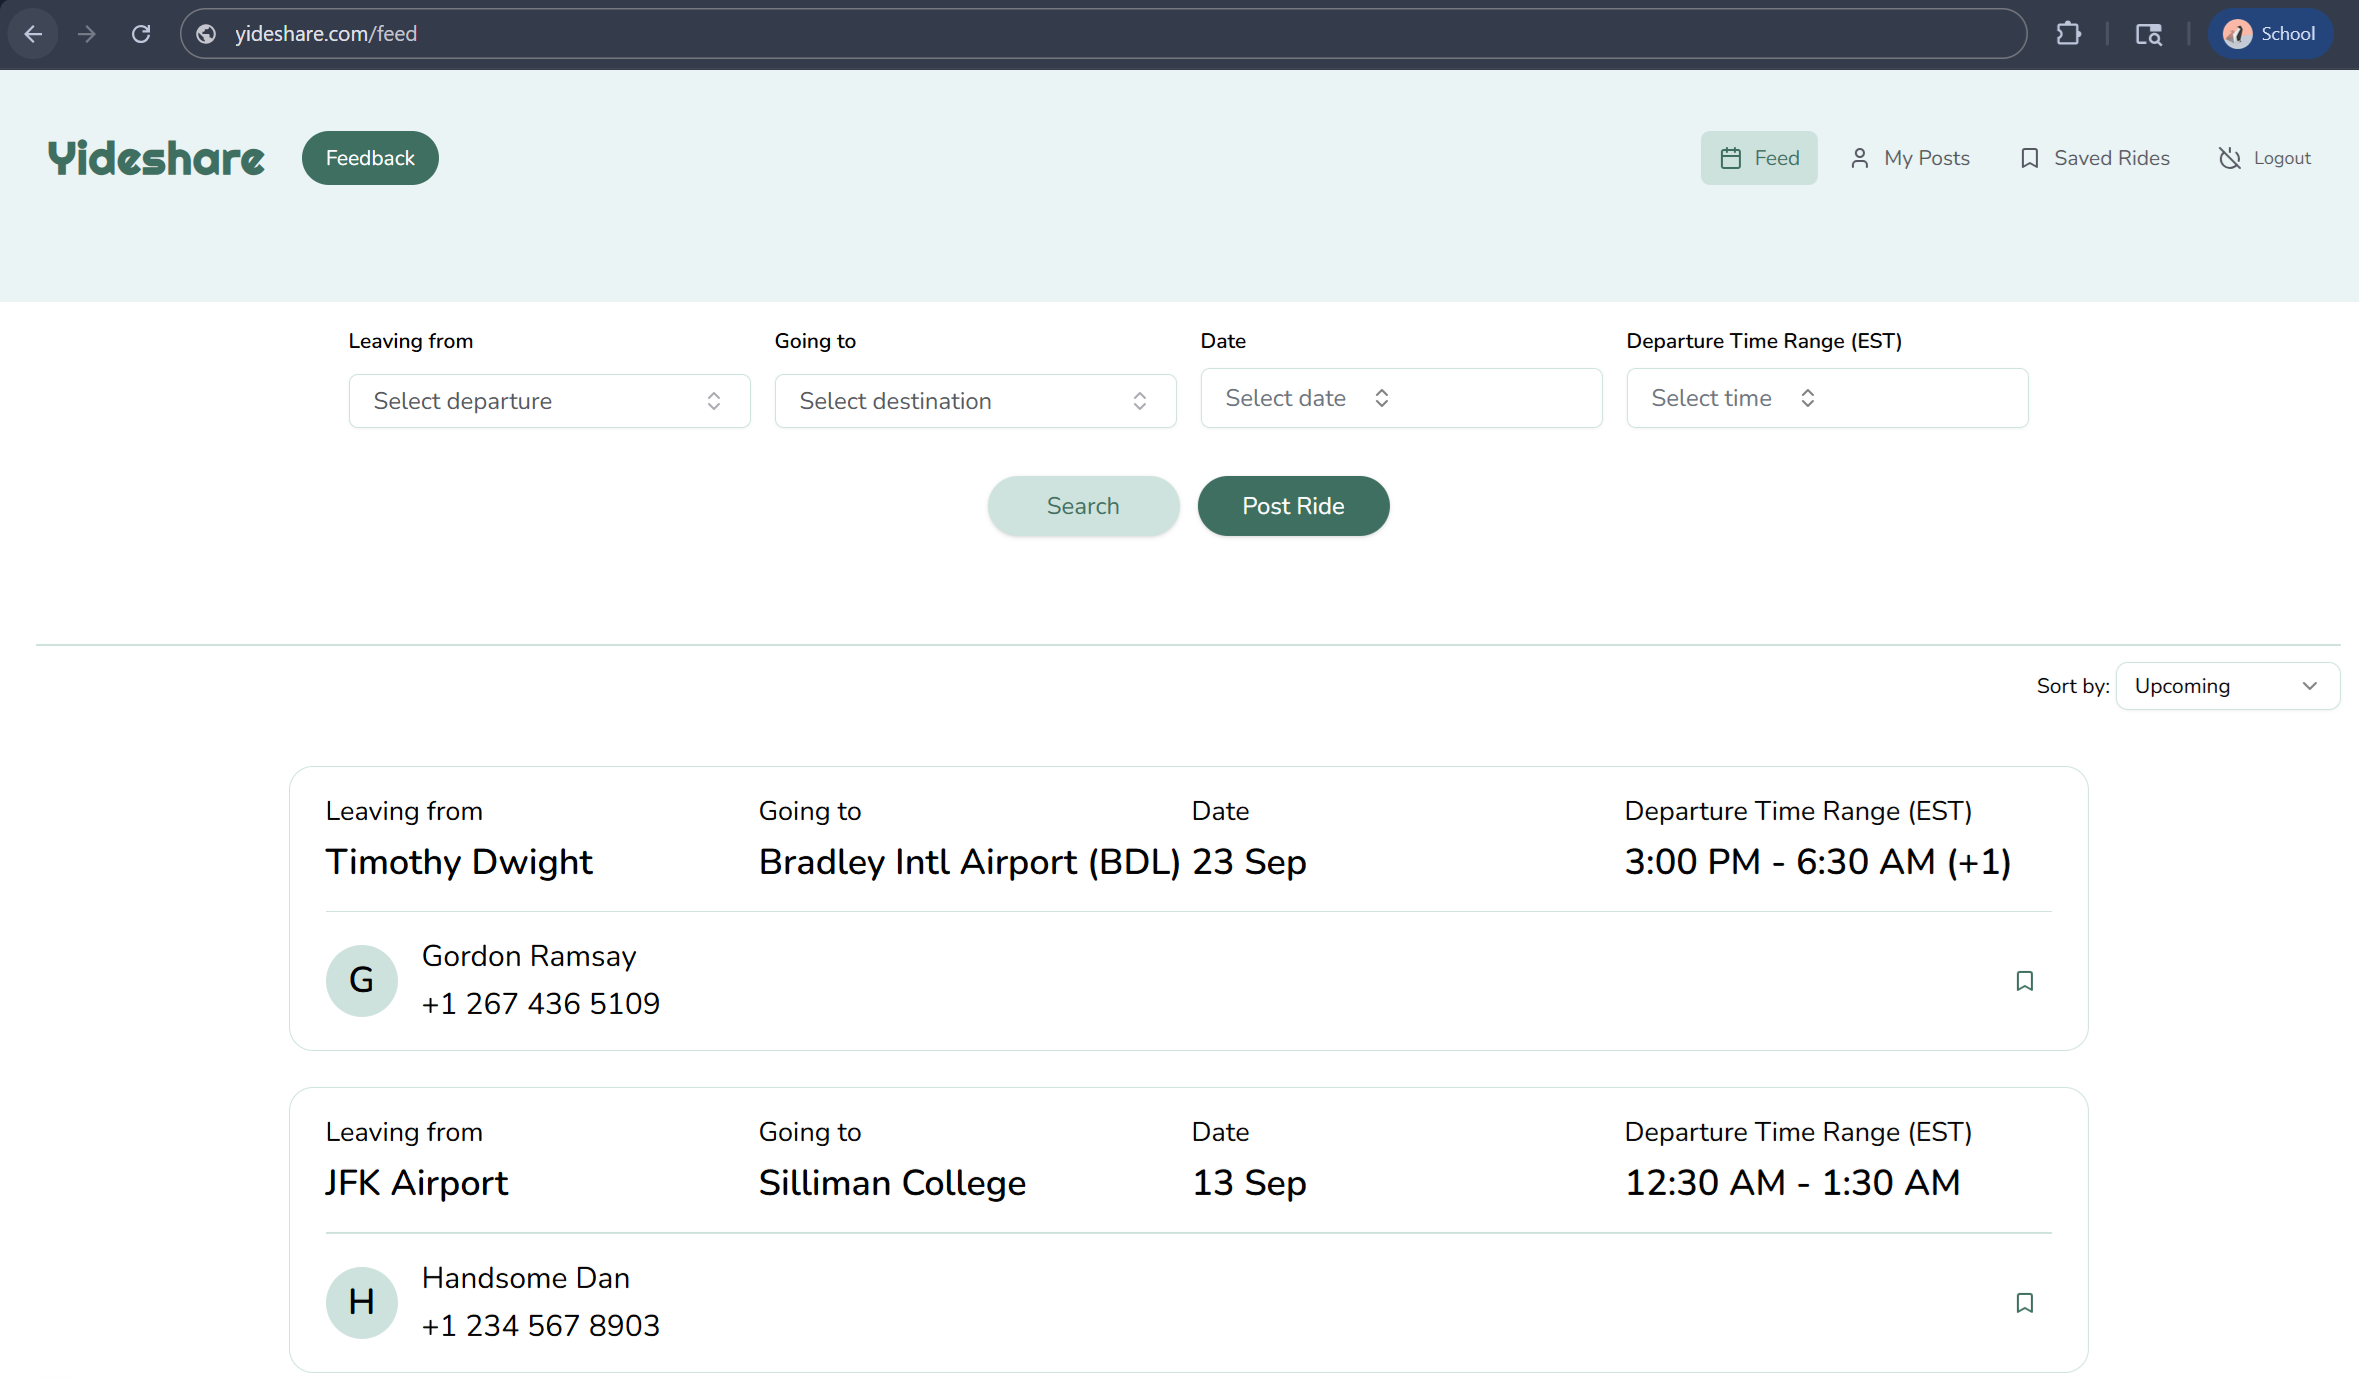 yideshare.com/feed
School
Yideshare
Feedback
Feed
My Posts
Saved Rides
Logout
Leaving from
Going to
Date
Departure Time Range (EST)
Select departure
Select destination
Select date
Select time
Search
Post Ride
Sort by:
Upcoming
Leaving from
Going to
Date
Departure Time Range (EST)
Timothy Dwight
Bradley Intl Airport (BDL)
23 Sep
3:00 PM - 6:30 AM (+1)
G
Gordon Ramsay
+1 267 436 5109
Leaving from
Going to
Date
Departure Time Range (EST)
JFK Airport
Silliman College
13 Sep
12:30 AM - 1:30 AM
H
Handsome Dan
+1 234 567 8903